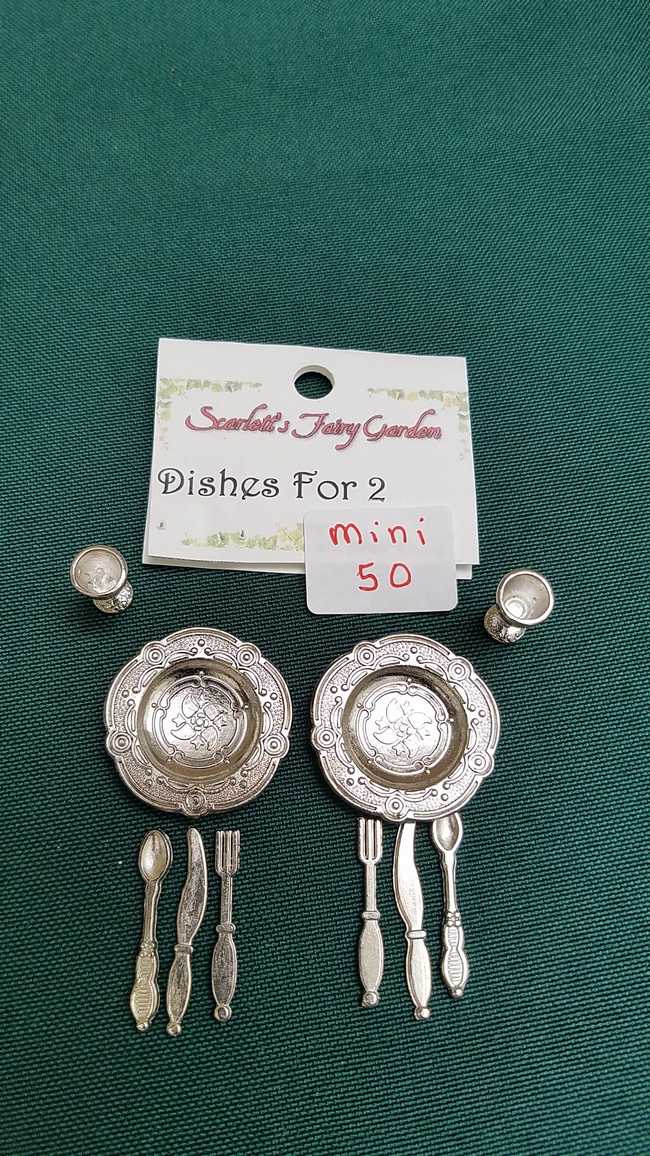 Scarlett's Fairy Garden
Dishes For 2
mini
50